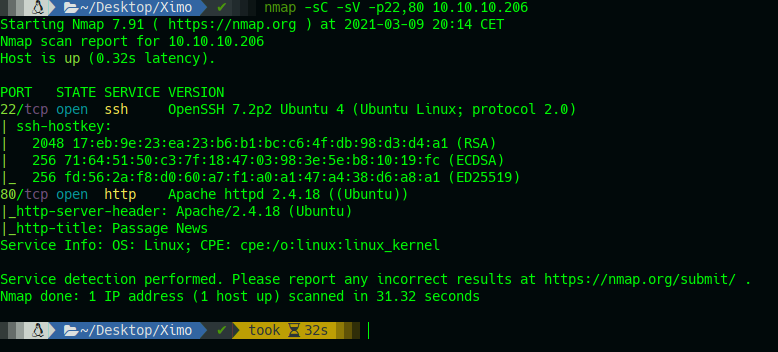 ~/Desktop/Ximo ✔ nmap -sC -sV -p22,80 10.10.10.206
Starting Nmap 7.91 ( https://nmap.org ) at 2021-03-09 20:14 CET
Nmap scan report for 10.10.10.206
Host is up (0.32s latency).
PORT   STATE SERVICE VERSION
22/tcp open  ssh     OpenSSH 7.2p2 Ubuntu 4 (Ubuntu Linux; protocol 2.0)
| ssh-hostkey:
|   2048 17:eb:9e:23:ea:23:b6:b1:bc:c6:4f:db:98:d3:d4:a1 (RSA)
|   256 71:64:51:50:c3:7f:18:47:03:98:3e:5e:b8:10:19:fc (ECDSA)
|_  256 fd:56:2a:f8:d0:60:a7:f1:a0:a1:47:a4:38:d6:a8:a1 (ED25519)
80/tcp open  http    Apache httpd 2.4.18 ((Ubuntu))
|_http-server-header: Apache/2.4.18 (Ubuntu)
|_http-title: Passage News
Service Info: OS: Linux; CPE: cpe:/o:linux:linux_kernel
Service detection performed. Please report any incorrect results at https://nmap.org/submit/ .
Nmap done: 1 IP address (1 host up) scanned in 31.32 seconds
~/Desktop/Ximo ✔ took 32s